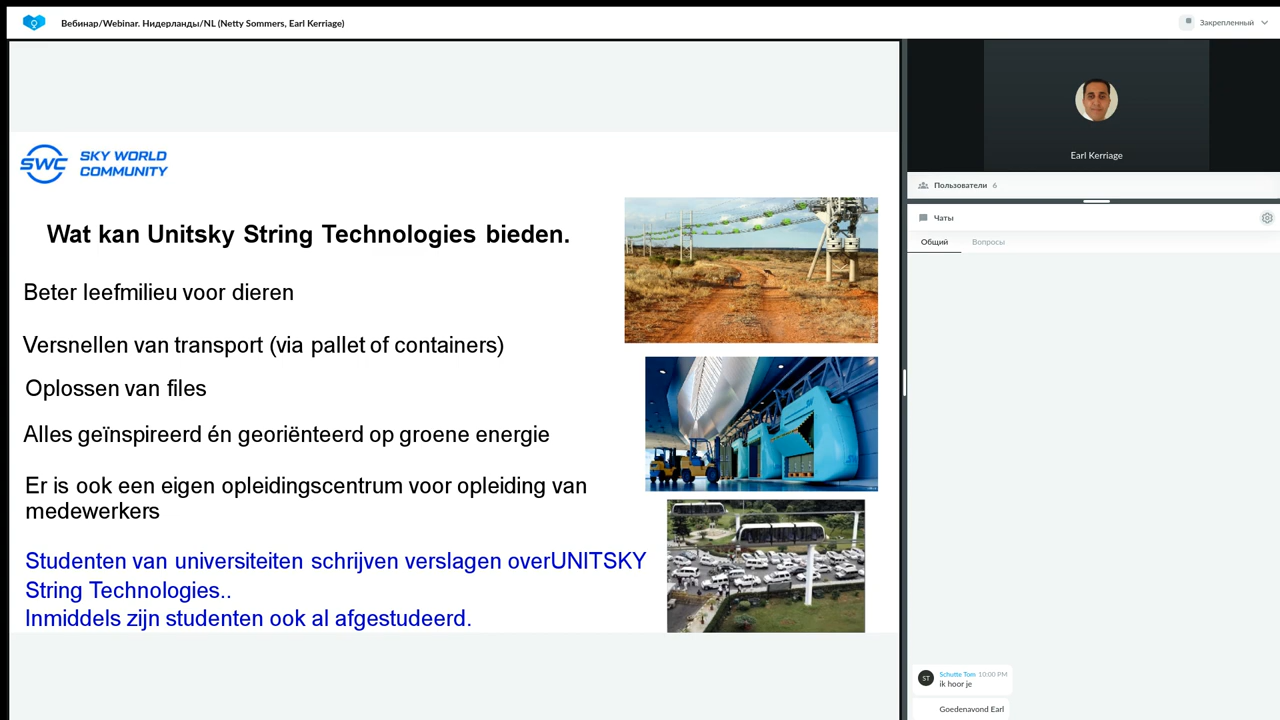 Вебинар/Webinar. Нидерланды/NL (Netty Sommers, Earl Kerriage)
Закрепленный
SWC SKY WORLD
COMMUNITY
Wat kan Unitsky String Technologies bieden.
Beter leefmilieu voor dieren
Versnellen van transport (via pallet of containers)
Oplossen van files
Alles geïnspireerd én georiënteerd op groene energie
Er is ook een eigen opleidingscentrum voor opleiding van
medewerkers
Studenten van universiteiten schrijven verslagen overUNITSKY
String Technologies..
Inmiddels zijn studenten ook al afgestudeerd.
Earl Kerriage
Пользователи 6
Чаты
Общий Вопросы
ST Schutte Tom 10:00 PM
ik hoor je
Goedenavond Earl